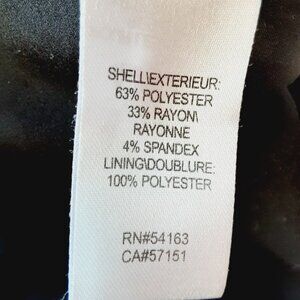 SHELL\EXTERIEUR:
63% POLYESTER
33% RAYON\
RAYONNE
4% SPANDEX
LINING\DOUBLURE:
100% POLYESTER
RN#54163
CA#57151